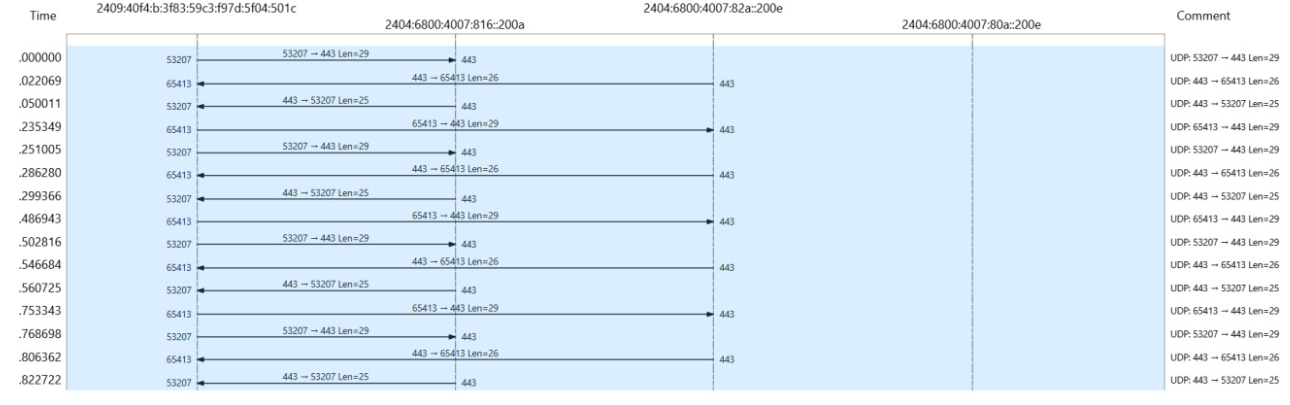 Time 2409:40f4:b:3f83:59c3:f97d:5f04:501c 2404:6800:4007:816::200a 2404:6800:4007:82a::200e 2404:6800:4007:80a::200e Comment
.000000 53207 53207 → 443 Len=29 443 UDP: 53207 → 443 Len=29
.022069 65413 443 → 65413 Len=26 443 UDP: 443 → 65413 Len=26
.050011 53207 443 → 53207 Len=25 443 UDP: 443 → 53207 Len=25
.235349 65413 65413 → 443 Len=29 443 UDP: 65413 → 443 Len=29
.251005 53207 53207 → 443 Len=29 443 UDP: 53207 → 443 Len=29
.286280 65413 443 → 65413 Len=26 443 UDP: 443 → 65413 Len=26
.299366 53207 443 → 53207 Len=25 443 UDP: 443 → 53207 Len=25
.486943 65413 65413 → 443 Len=29 443 UDP: 65413 → 443 Len=29
.502816 53207 53207 → 443 Len=29 443 UDP: 53207 → 443 Len=29
.546684 65413 443 → 65413 Len=26 443 UDP: 443 → 65413 Len=26
.560725 53207 443 → 53207 Len=25 443 UDP: 443 → 53207 Len=25
.753343 65413 65413 → 443 Len=29 443 UDP: 65413 → 443 Len=29
.768698 53207 53207 → 443 Len=29 443 UDP: 53207 → 443 Len=29
.806362 65413 443 → 65413 Len=26 443 UDP: 443 → 65413 Len=26
.822722 53207 443 → 53207 Len=25 443 UDP: 443 → 53207 Len=25